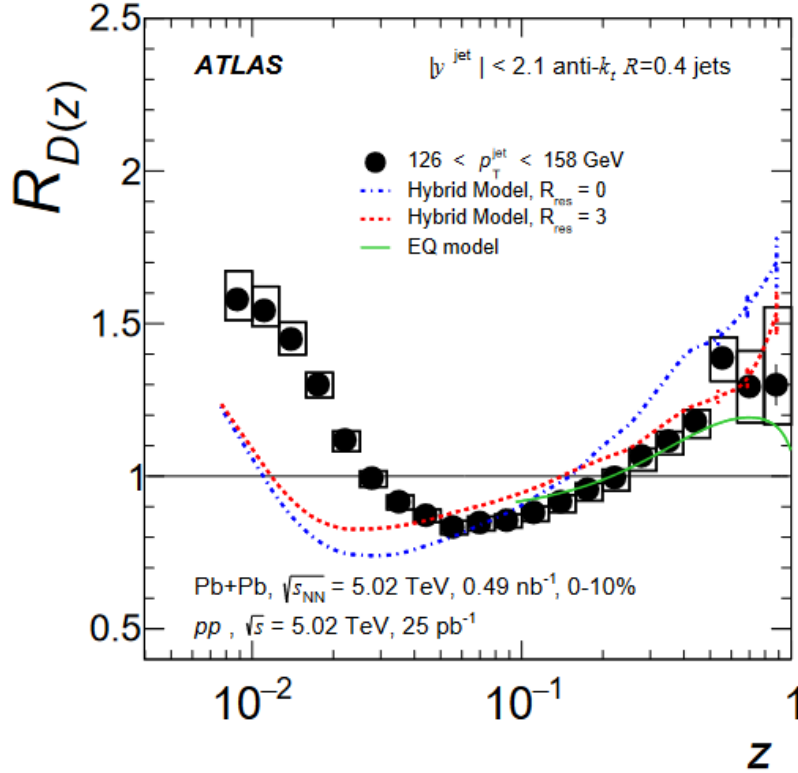 2.5
ATLAS
|y^jet| < 2.1 anti-k_t R=0.4 jets
R_D(z)
2
126 < p_T^jet < 158 GeV
Hybrid Model, R_res = 0
Hybrid Model, R_res = 3
EQ model
1.5
1
Pb+Pb, √s_NN = 5.02 TeV, 0.49 nb⁻¹, 0-10%
pp , √s = 5.02 TeV, 25 pb⁻¹
0.5
10⁻² 10⁻¹ 1
z